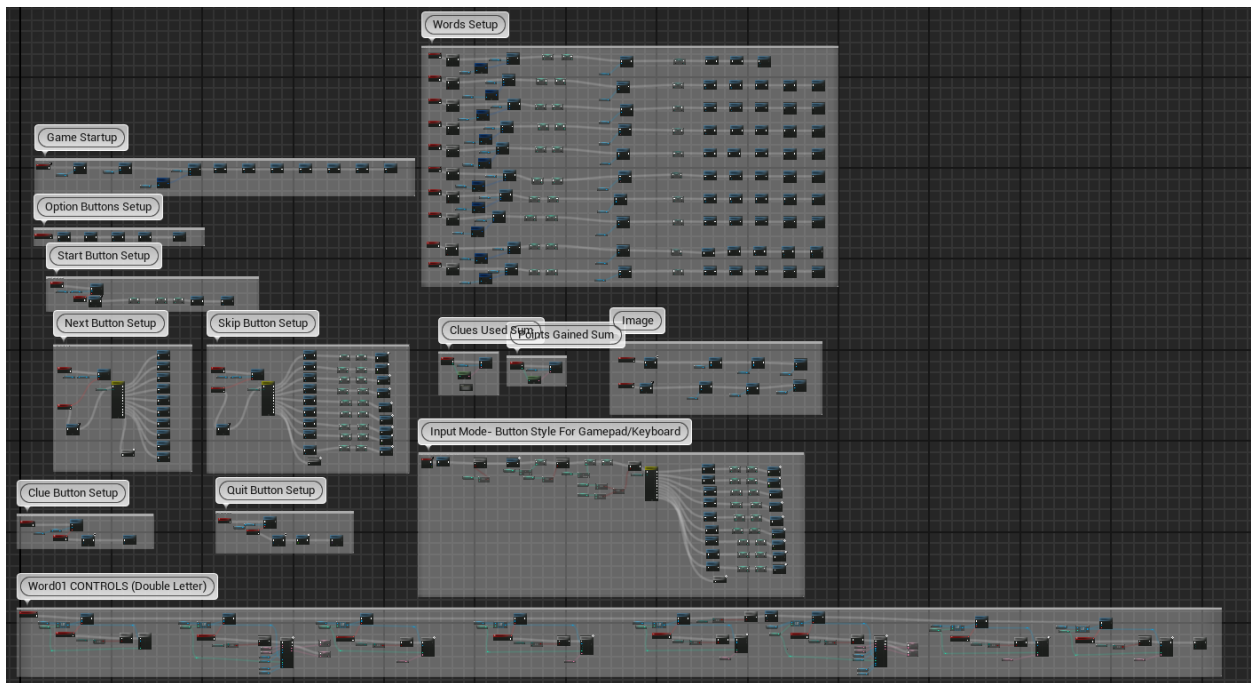 Words Setup
Game Startup
Option Buttons Setup
Start Button Setup
Next Button Setup
Skip Button Setup
Clues Used Sum
Points Gained Sum
Image
Input Mode- Button Style For Gamepad/Keyboard
Clue Button Setup
Quit Button Setup
Word01 CONTROLS (Double Letter)